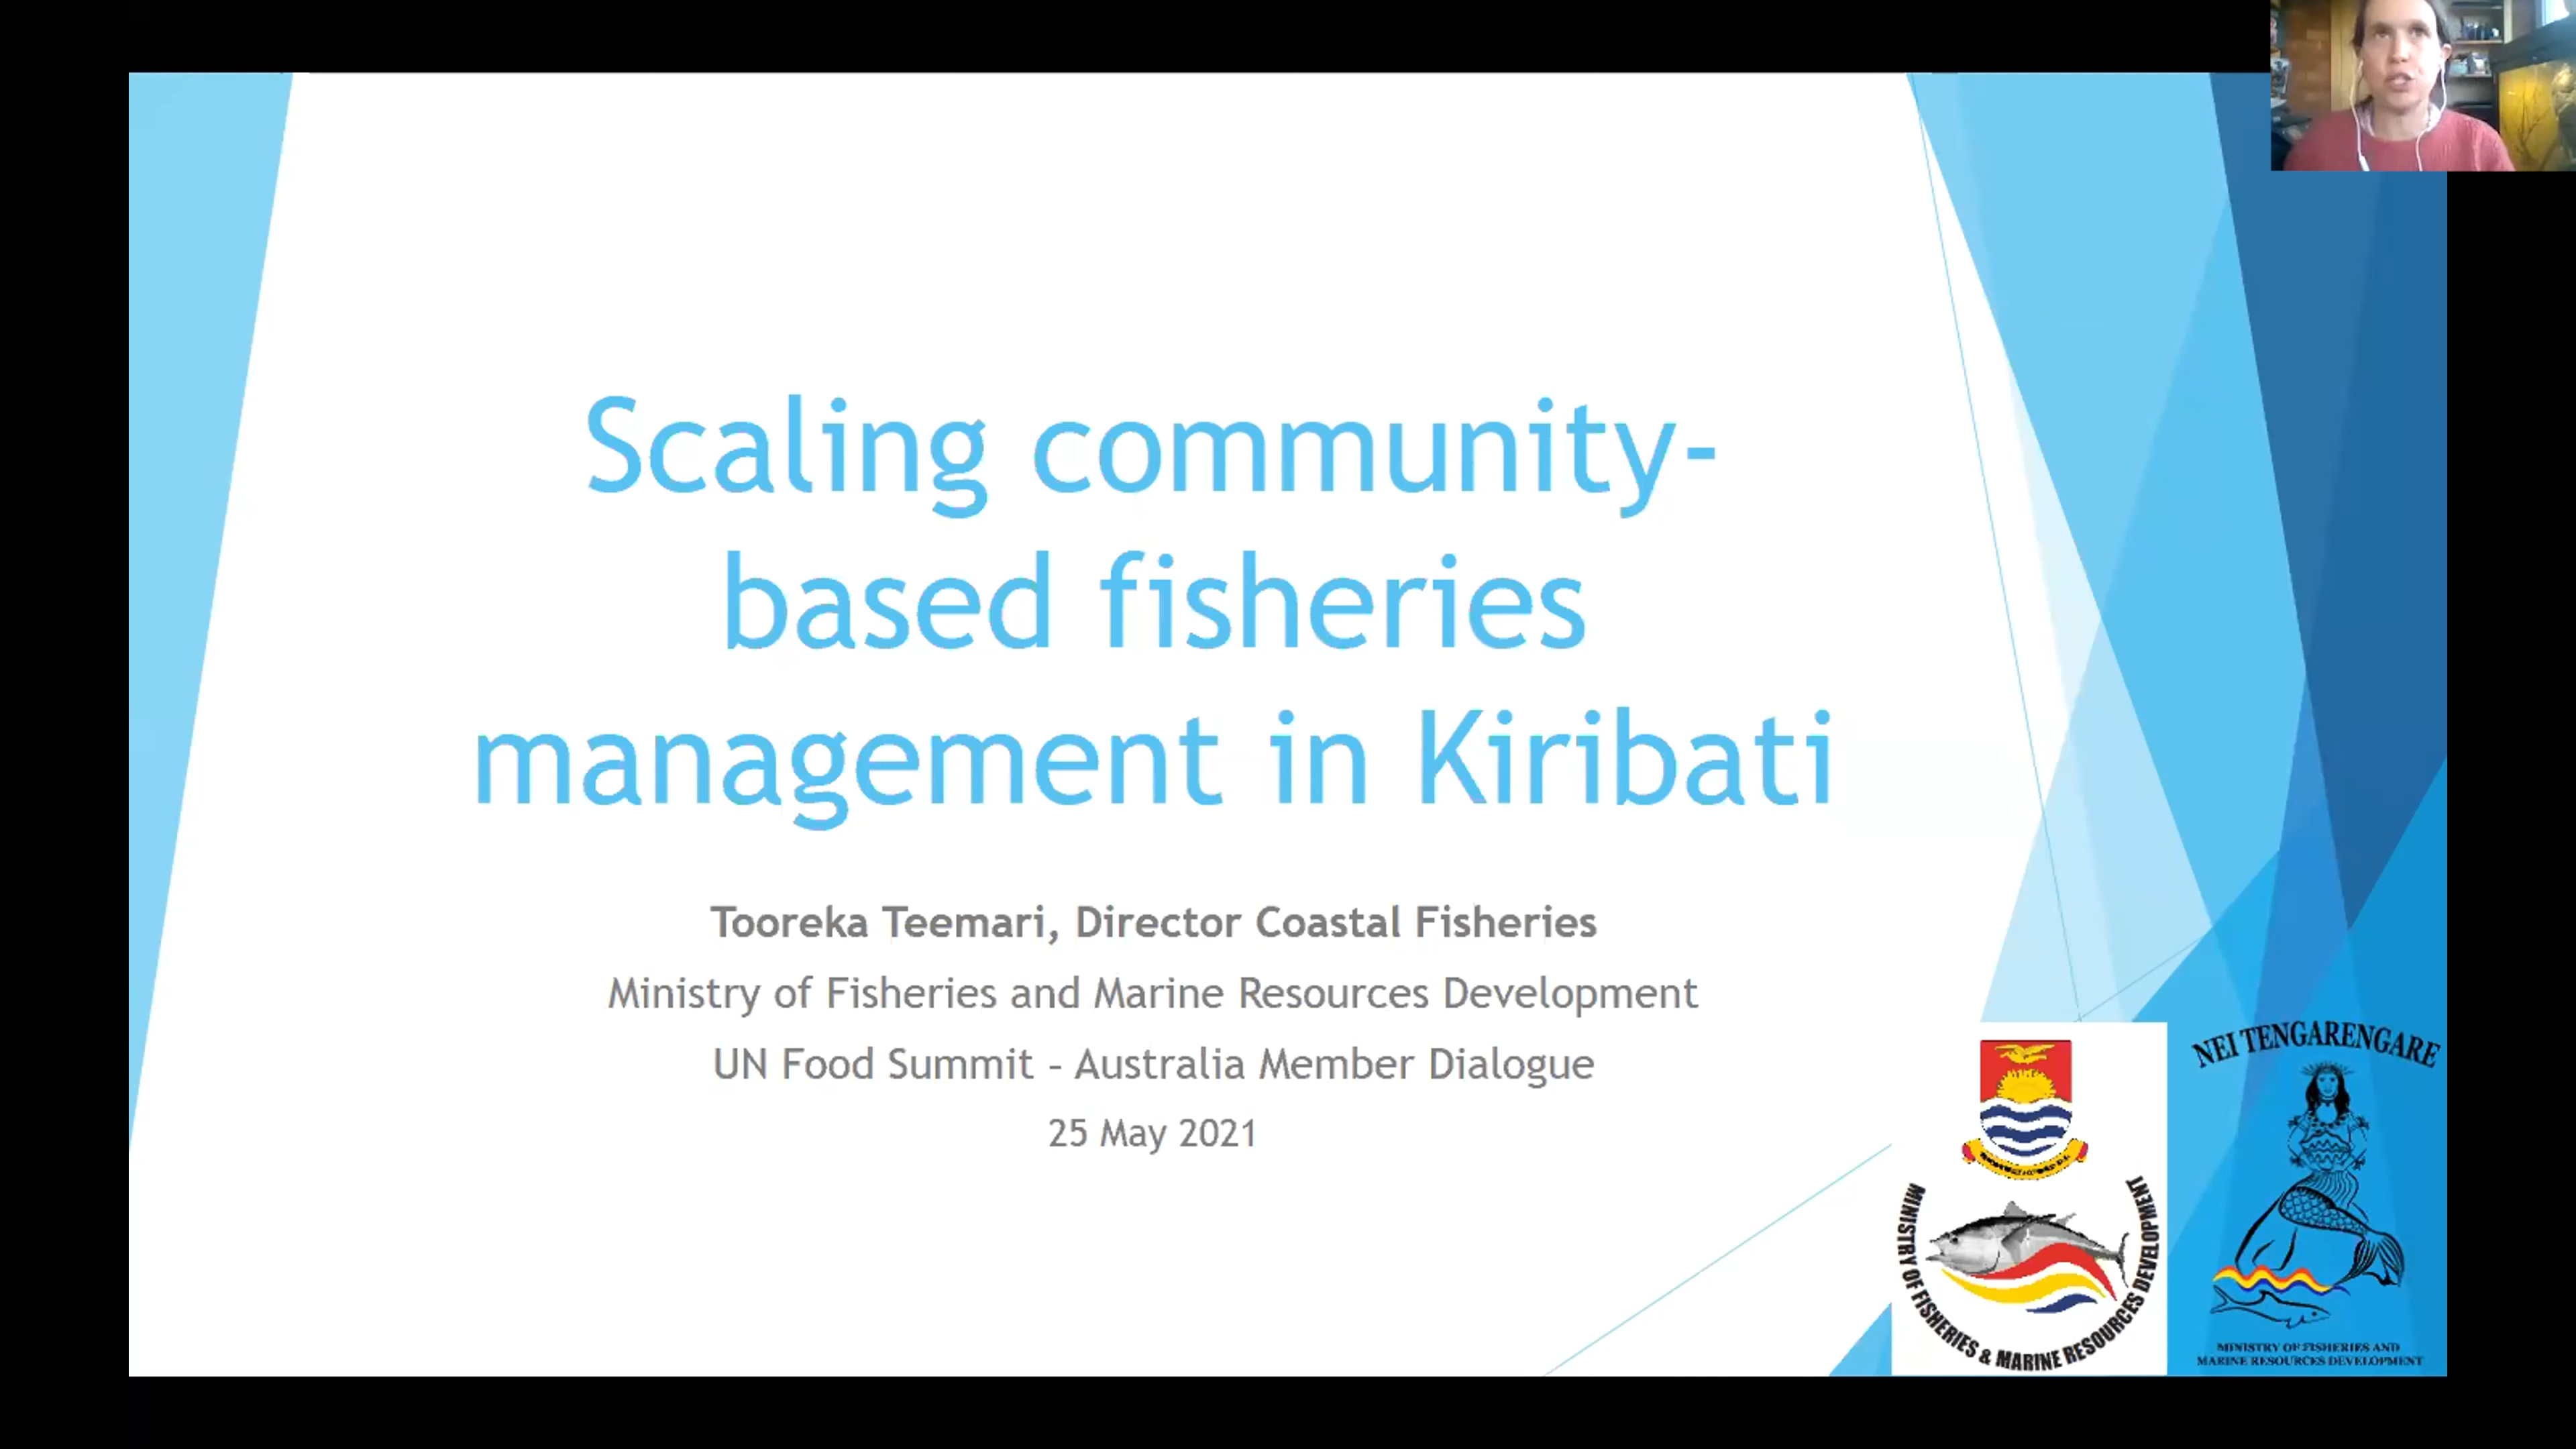 Scaling community-
based fisheries
management in Kiribati
Tooreka Teemari, Director Coastal Fisheries
Ministry of Fisheries and Marine Resources Development
UN Food Summit – Australia Member Dialogue
25 May 2021
MINISTRY OF FISHERIES & MARINE RESOURCES DEVELOPMENT
NEI TENGARENGARE
MINISTRY OF FISHERIES AND
MARINE RESOURCES DEVELOPMENT